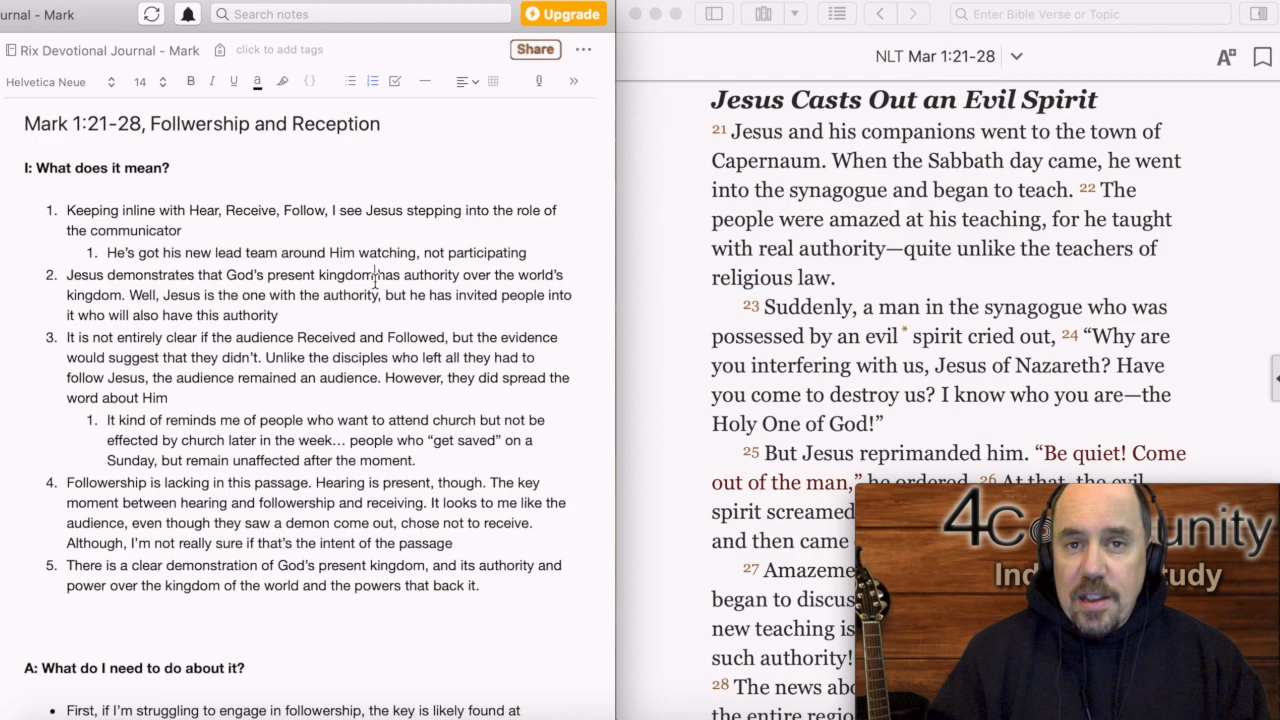 urnal - Mark
Search notes
Upgrade
Rix Devotional Journal - Mark
click to add tags
Share
Helvetica Neue
14
B I U a
Mark 1:21-28, Follwership and Reception
I: What does it mean?
1. Keeping inline with Hear, Receive, Follow, I see Jesus stepping into the role of
the communicator
1. He's got his new lead team around Him watching, not participating
2. Jesus demonstrates that God's present kingdom has authority over the world's
kingdom. Well, Jesus is the one with the authority, but he has invited people into
it who will also have this authority
3. It is not entirely clear if the audience Received and Followed, but the evidence
would suggest that they didn't. Unlike the disciples who left all they had to
follow Jesus, the audience remained an audience. However, they did spread the
word about Him
1. It kind of reminds me of people who want to attend church but not be
effected by church later in the week... people who “get saved” on a
Sunday, but remain unaffected after the moment.
4. Followership is lacking in this passage. Hearing is present, though. The key
moment between hearing and followership and receiving. It looks to me like the
audience, even though they saw a demon come out, chose not to receive.
Although, I'm not really sure if that's the intent of the passage
5. There is a clear demonstration of God's present kingdom, and its authority and
power over the kingdom of the world and the powers that back it.
A: What do I need to do about it?
• First, if I'm struggling to engage in followership, the key is likely found at
Enter Bible Verse or Topic
NLT Mar 1:21-28
A
Jesus Casts Out an Evil Spirit
21 Jesus and his companions went to the town of
Capernaum. When the Sabbath day came, he went
into the synagogue and began to teach. 22 The
people were amazed at his teaching, for he taught
with real authority—quite unlike the teachers of
religious law.
23 Suddenly, a man in the synagogue who was
possessed by an evil * spirit cried out, 24 “Why are
you interfering with us, Jesus of Nazareth? Have
you come to destroy us? I know who you are—the
Holy One of God!”
25 But Jesus reprimanded him. “Be quiet! Come
out of the man,” he ordered. 26 At that, the evil
spirit screamed
and then came
27 Amazeme
began to discus
new teaching is
such authority!
28 The news abo
the entire regio
4Co unity
Ind tudy